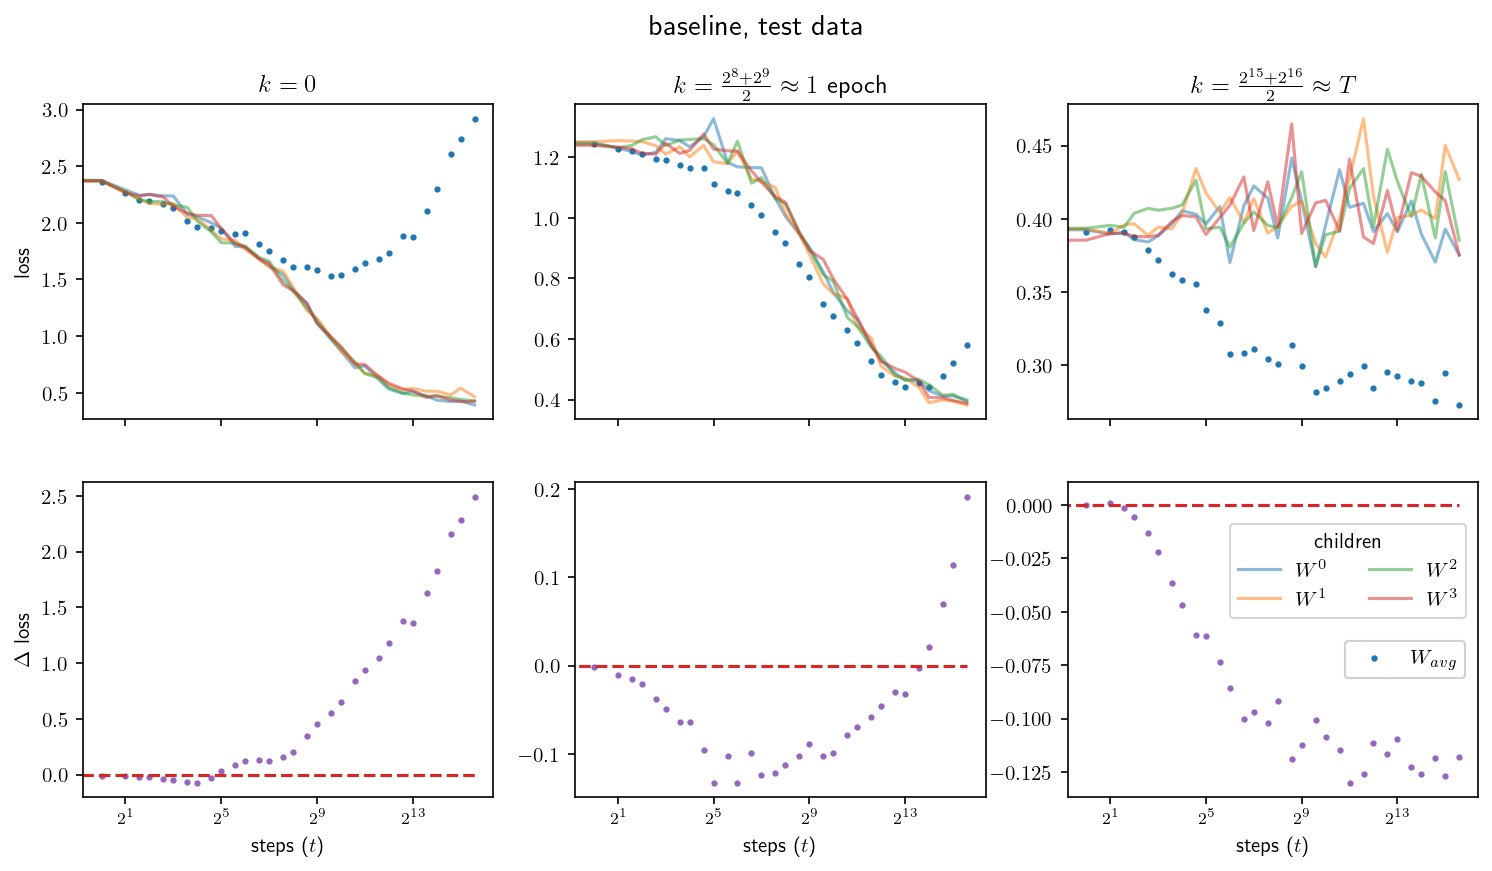 baseline, test data
k = 0
k = (2^8+2^9)/2 ≈ 1 epoch
k = (2^15+2^16)/2 ≈ T
3.0
2.5
2.0
1.5
1.0
0.5
loss
1.2
1.0
0.8
0.6
0.4
0.45
0.40
0.35
0.30
2.5
2.0
1.5
1.0
0.5
0.0
Δ loss
2^1 2^5 2^9 2^13
steps (t)
0.2
0.1
0.0
−0.1
2^1 2^5 2^9 2^13
steps (t)
0.000
−0.025
−0.050
−0.075
−0.100
−0.125
children
W^0 W^2
W^1 W^3
W_avg
2^1 2^5 2^9 2^13
steps (t)